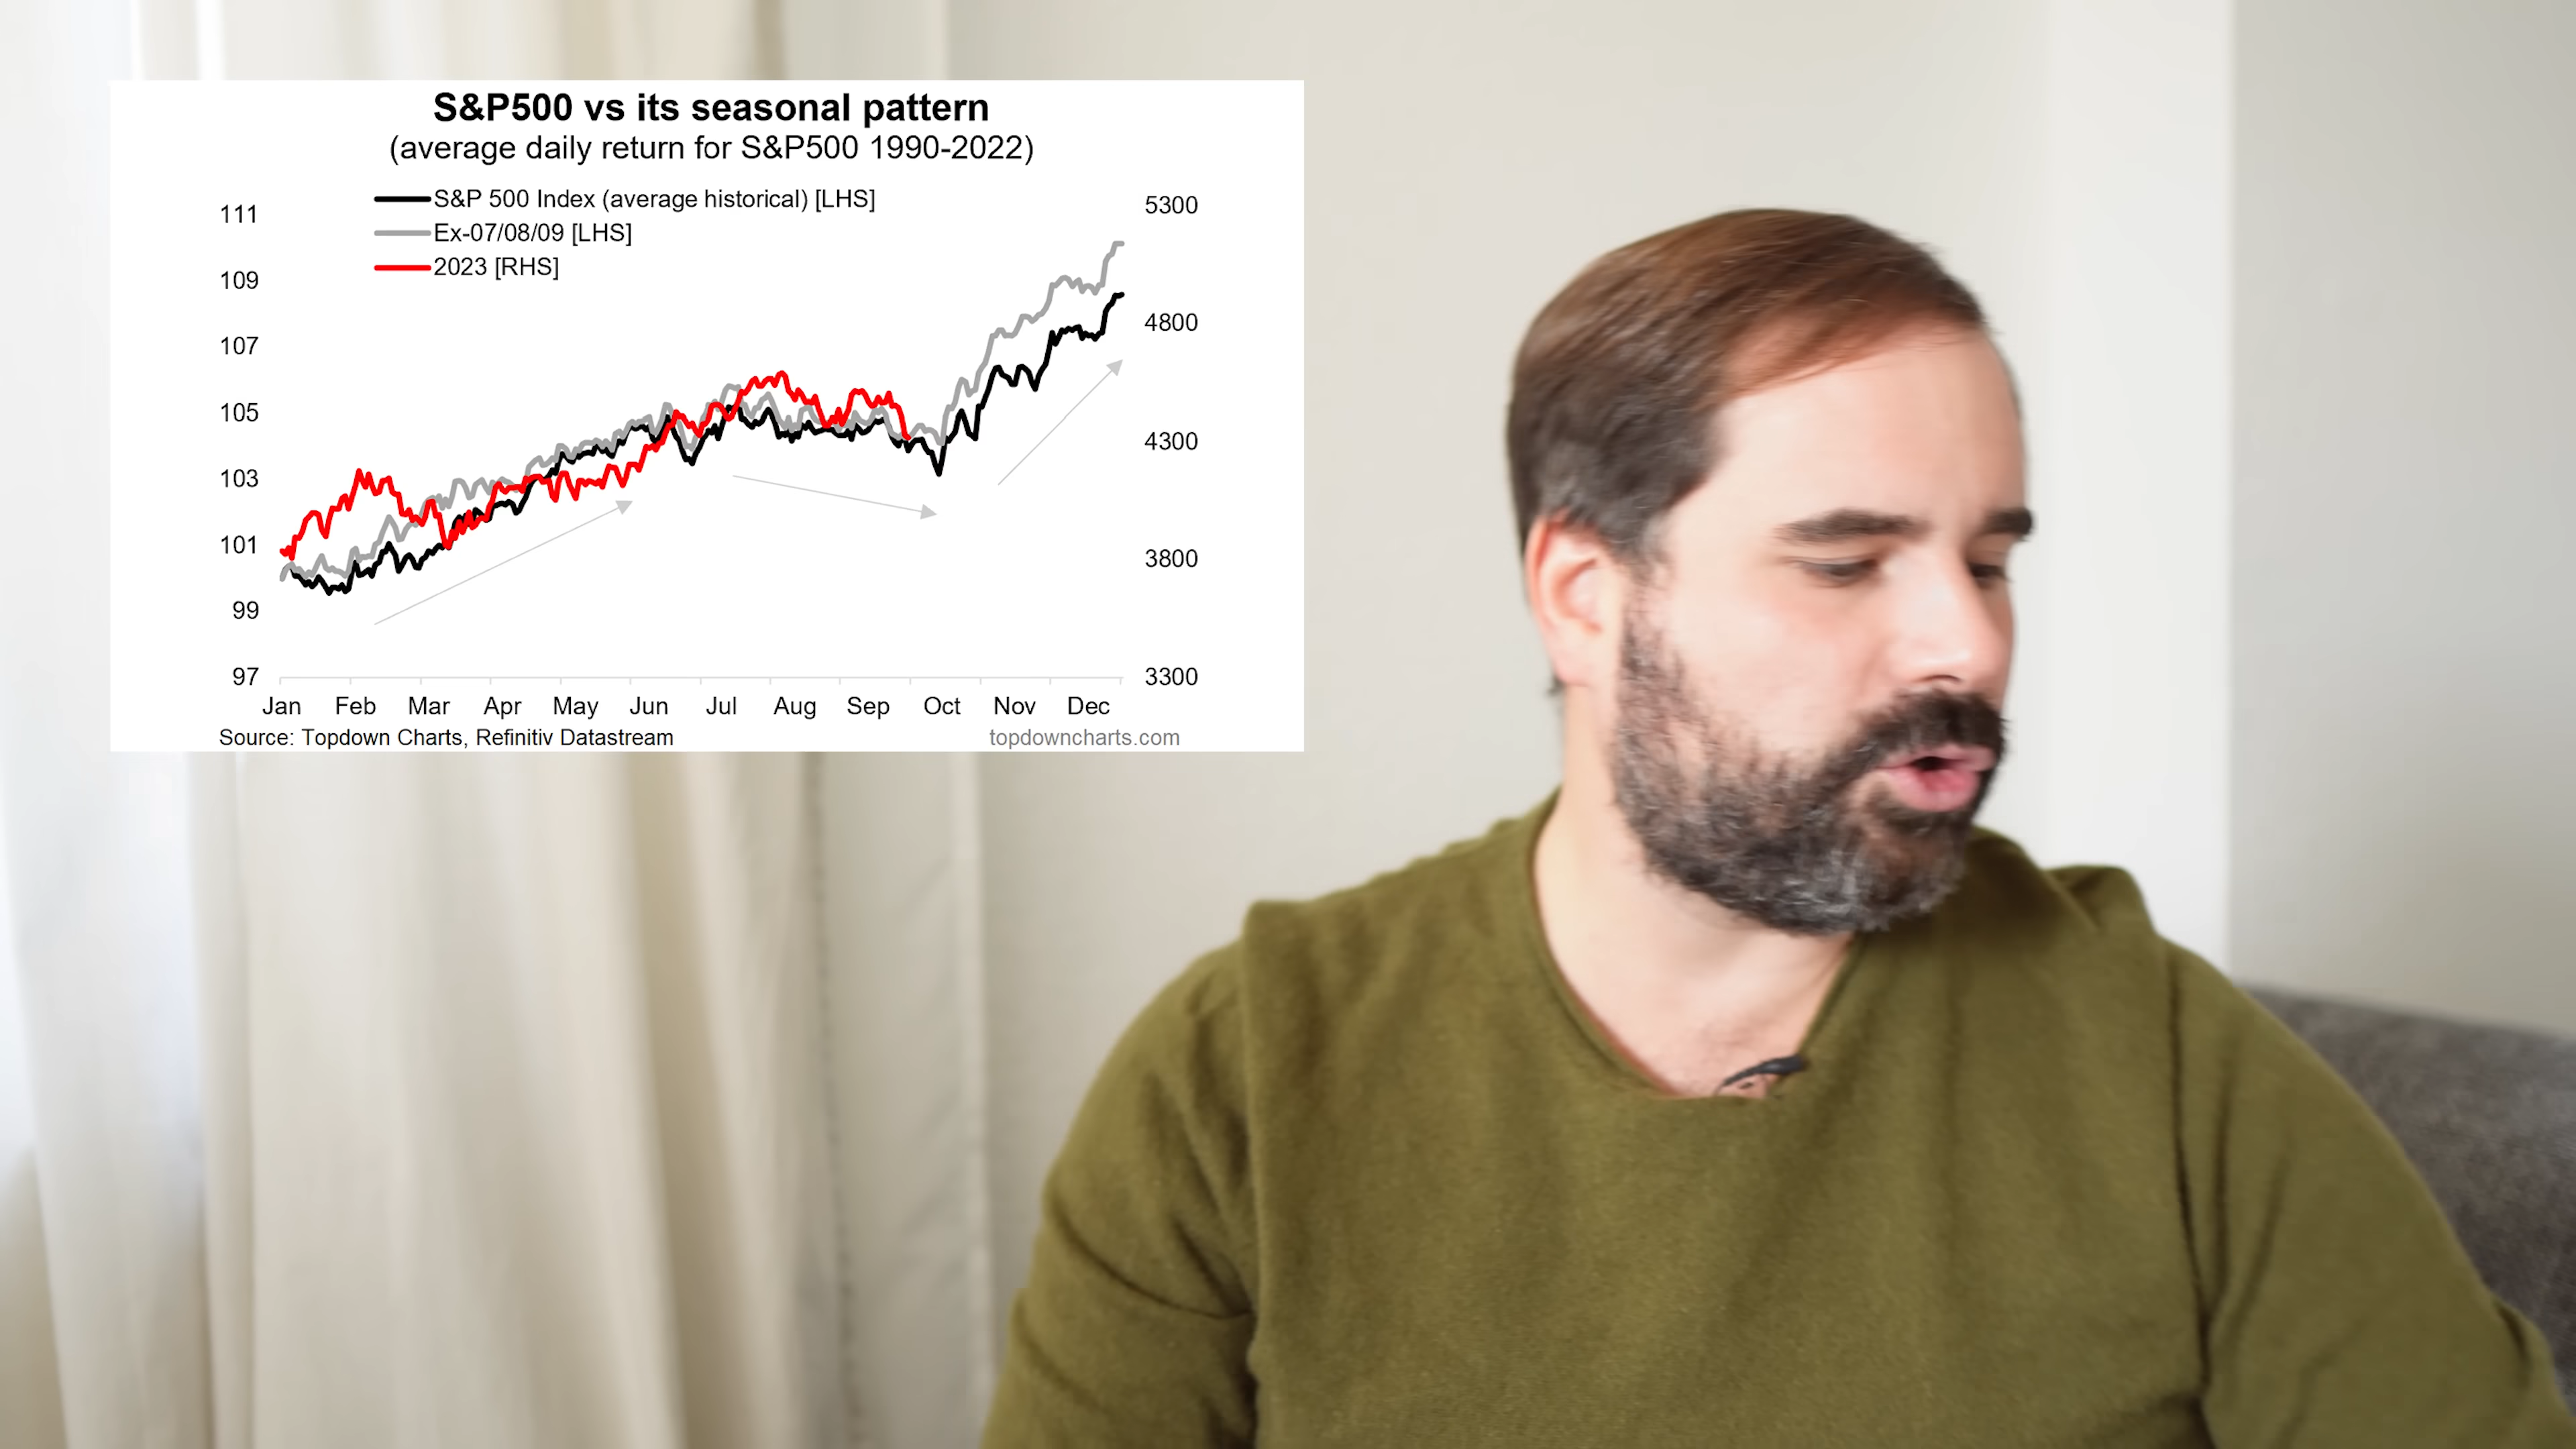 S&P500 vs its seasonal pattern
(average daily return for S&P500 1990-2022)
S&P 500 Index (average historical) [LHS]
Ex-07/08/09 [LHS]
2023 [RHS]
111
109
107
105
103
101
99
97
5300
4800
4300
3800
3300
Jan Feb Mar Apr May Jun Jul Aug Sep Oct Nov Dec
Source: Topdown Charts, Refinitiv Datastream
topdowncharts.com